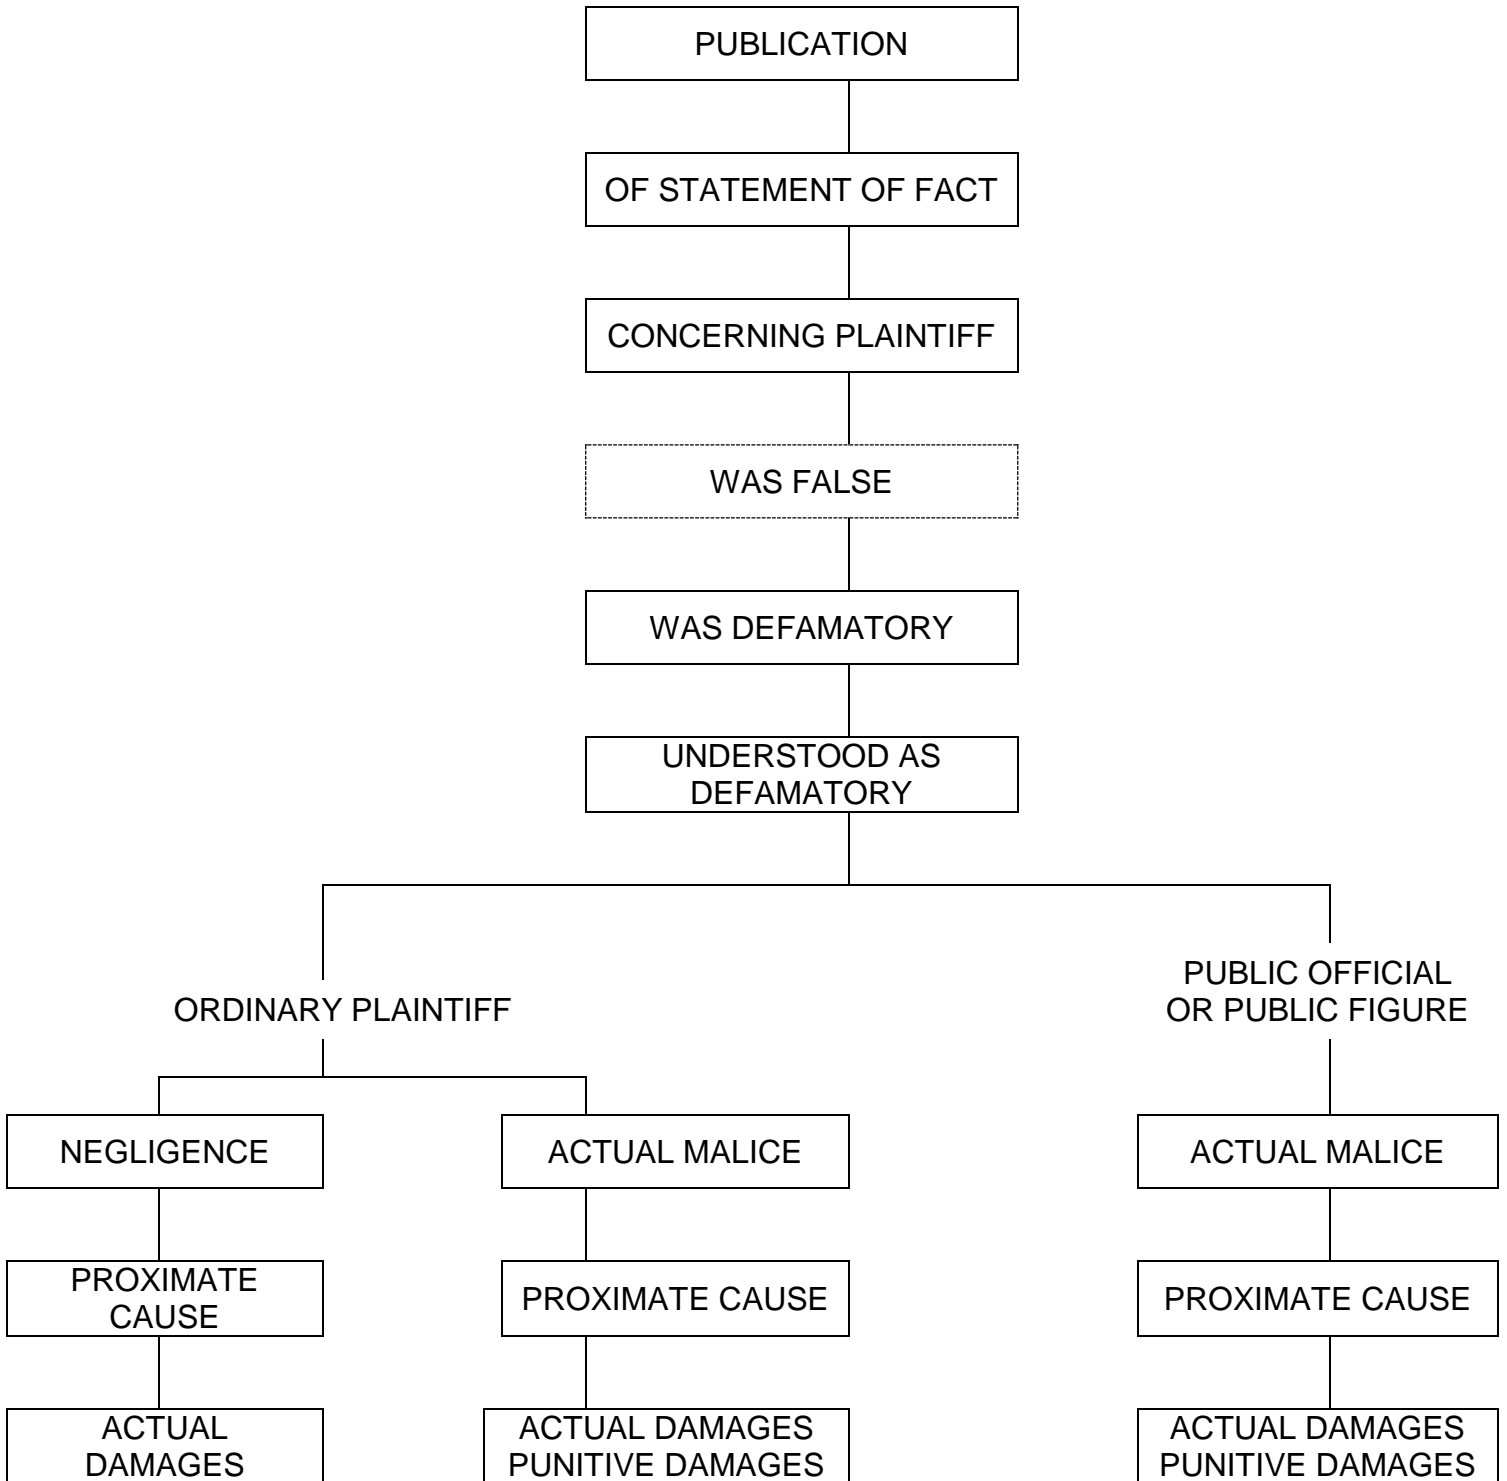 PUBLICATION
OF STATEMENT OF FACT
CONCERNING PLAINTIFF
WAS FALSE
WAS DEFAMATORY
UNDERSTOOD AS
DEFAMATORY
ORDINARY PLAINTIFF
PUBLIC OFFICIAL
OR PUBLIC FIGURE
NEGLIGENCE
ACTUAL MALICE
ACTUAL MALICE
PROXIMATE
CAUSE
PROXIMATE CAUSE
PROXIMATE CAUSE
ACTUAL
DAMAGES
ACTUAL DAMAGES
PUNITIVE DAMAGES
ACTUAL DAMAGES
PUNITIVE DAMAGES